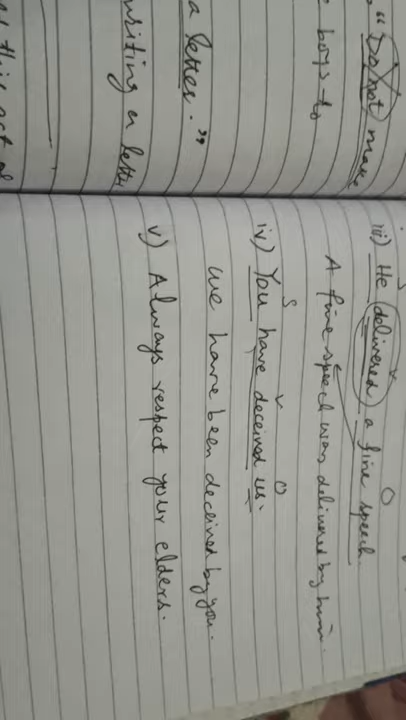 "Do not make
boys to
a letter."
writing a letter
iii) He delivered a fine speech.
A fine speech was delivered by him.
S V O
iv) You have deceived us.
We have been deceived by you.
v) Always respect your elders.